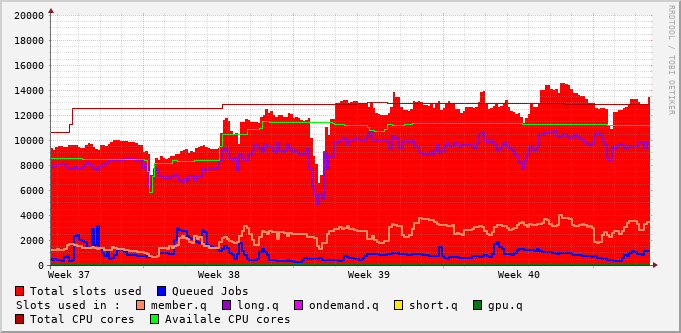 20000
18000
16000
14000
12000
10000
8000
6000
4000
2000
0
Week 37 Week 38 Week 39 Week 40
Total slots used Queued Jobs
Slots used in : member.q long.q ondemand.q short.q gpu.q
Total CPU cores Availale CPU cores
RRDTOOL / TOBI OETIKER